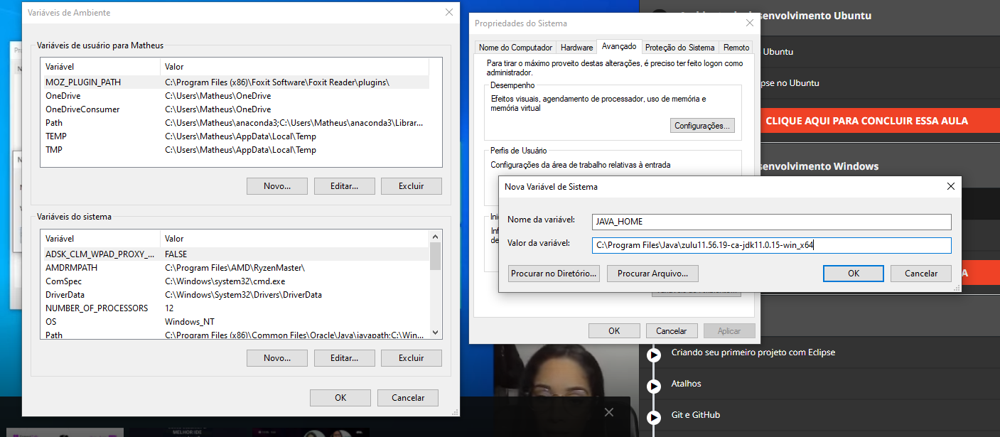 Variáveis de Ambiente
Variáveis de usuário para Matheus
Variável Valor
MOZ_PLUGIN_PATH C:\Program Files (x86)\Foxit Software\Foxit Reader\plugins\
OneDrive C:\Users\Matheus\OneDrive
OneDriveConsumer C:\Users\Matheus\OneDrive
Path C:\Users\Matheus\anaconda3;C:\Users\Matheus\anaconda3\Librar...
TEMP C:\Users\Matheus\AppData\Local\Temp
TMP C:\Users\Matheus\AppData\Local\Temp
Novo... Editar... Excluir
Variáveis do sistema
Variável Valor
ADSK_CLM_WPAD_PROXY_... FALSE
AMDRMPATH C:\Program Files\AMD\RyzenMaster\
ComSpec C:\Windows\system32\cmd.exe
DriverData C:\Windows\System32\Drivers\DriverData
NUMBER_OF_PROCESSORS 12
OS Windows_NT
Path C:\Program Files (x86)\Common Files\Oracle\Java\javapath;C:\Win...
Novo... Editar... Excluir
OK Cancelar
Propriedades do Sistema
Nome do Computador Hardware Avançado Proteção do Sistema Remoto
Para tirar o máximo proveito destas alterações, é preciso ter feito logon como
administrador.
Desempenho
Efeitos visuais, agendamento de processador, uso de memória e
memória virtual
Configurações...
Perfis de Usuário
Configurações da área de trabalho relativas à entrada
Nova Variável de Sistema
Nome da variável: JAVA_HOME
Valor da variável: C:\Program Files\Java\zulu11.56.19-ca-jdk11.0.15-win_x64
Procurar no Diretório... Procurar Arquivo... OK Cancelar
OK Cancelar Aplicar
senvolvimento Ubuntu
Ubuntu
pse no Ubuntu
CLIQUE AQUI PARA CONCLUIR ESSA AULA
senvolvimento Windows
A
Criando seu primeiro projeto com Eclipse
Atalhos
Git e GitHub
MELHOR IDE